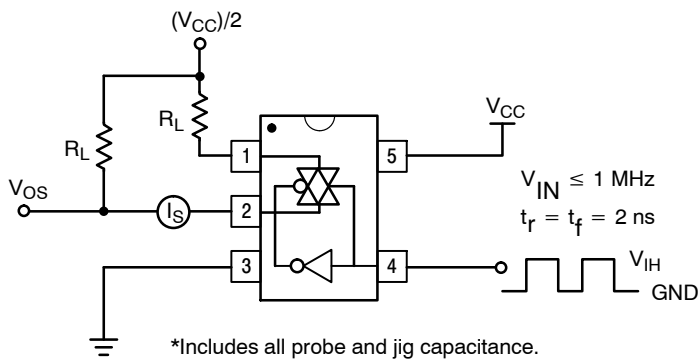 (VCC)/2
RL
RL
VCC
1
5
VIN ≤ 1 MHz
tr = tf = 2 ns
VOS
IS
2
3
4
VIH
GND
*Includes all probe and jig capacitance.